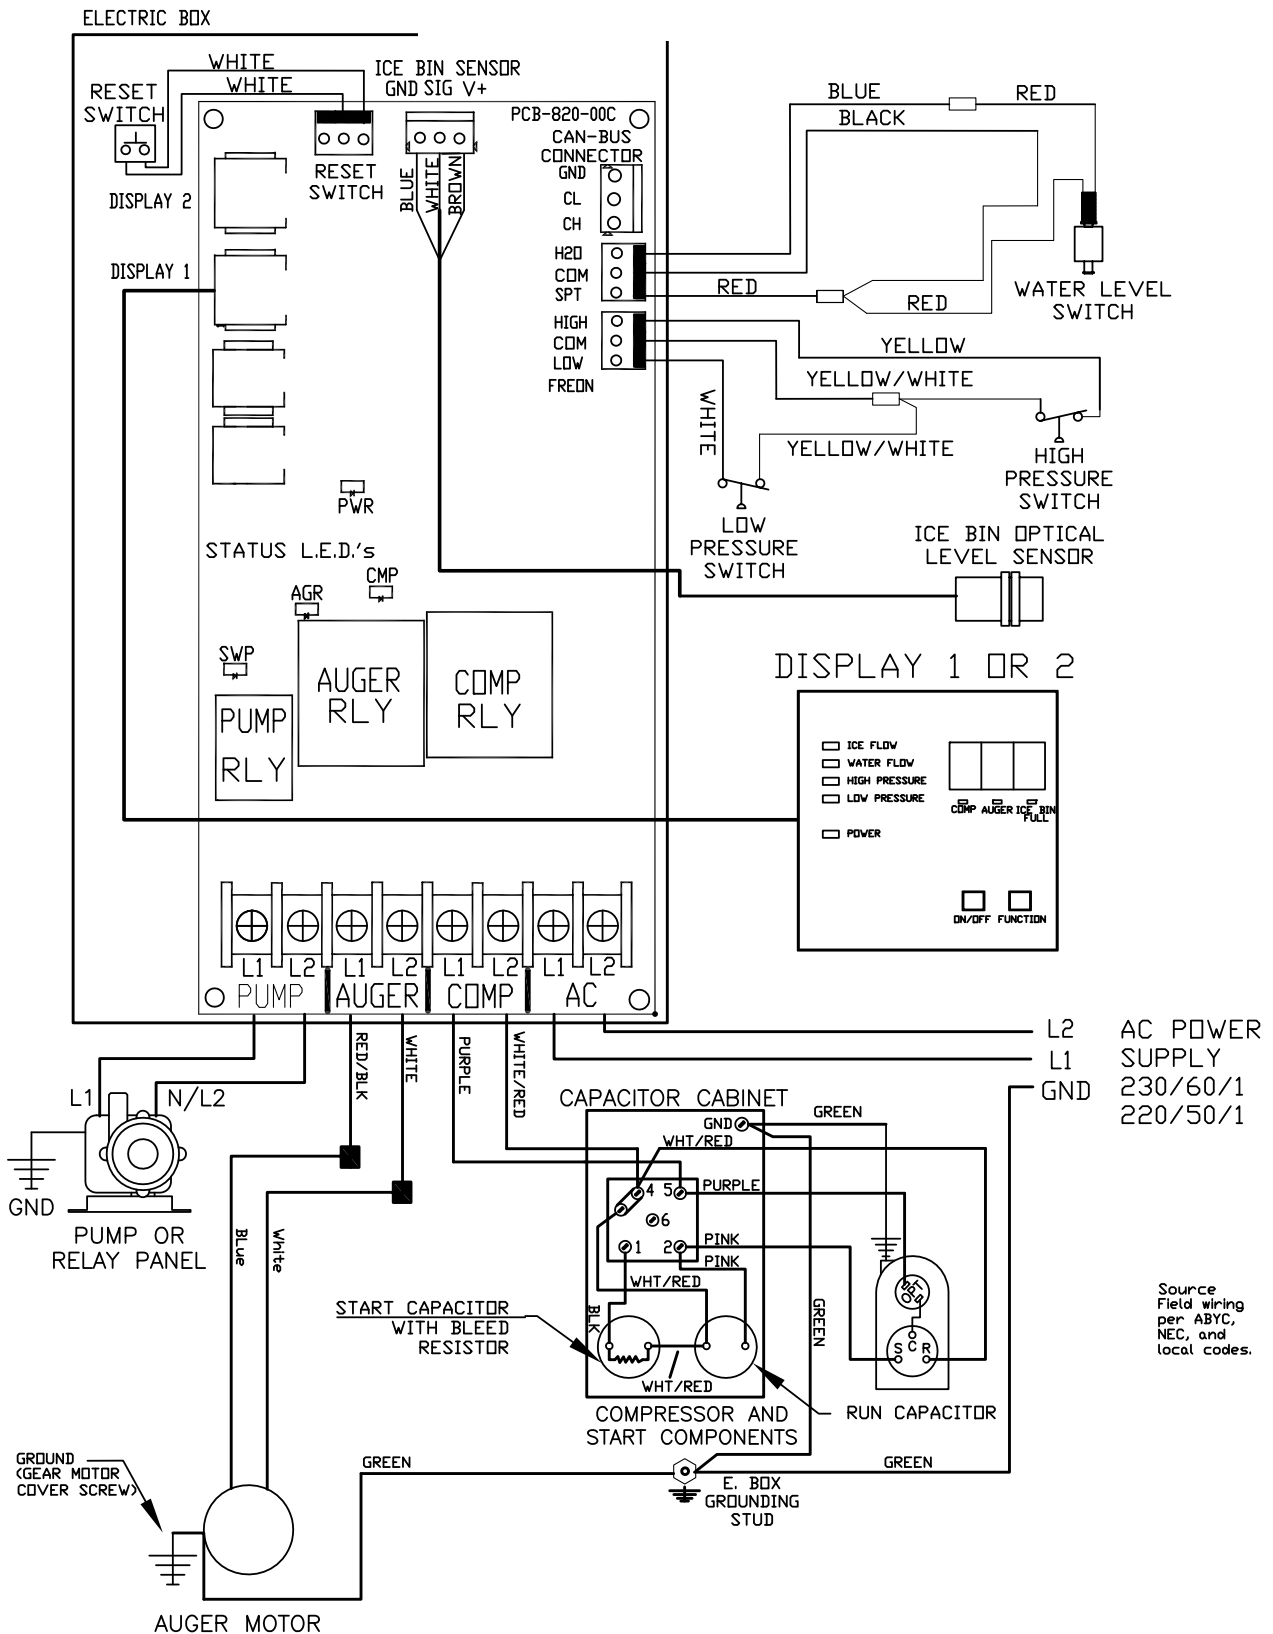 ELECTRIC BOX
WHITE
WHITE
RESET
SWITCH
ICE BIN SENSOR
GND SIG V+
PCB-820-00C
CAN-BUS
CONNECTOR
GND
CL
CH
RESET
SWITCH
BLUE
WHITE
BROWN
DISPLAY 2
DISPLAY 1
H2O
COM
SPT
HIGH
COM
LOW
FREON
BLUE
RED
BLACK
RED
RED
WATER LEVEL
SWITCH
YELLOW
YELLOW/WHITE
YELLOW/WHITE
WHITE
HIGH
PRESSURE
SWITCH
LOW
PRESSURE
SWITCH
ICE BIN OPTICAL
LEVEL SENSOR
PWR
STATUS L.E.D.'s
CMP
AGR
SWP
PUMP
RLY
AUGER
RLY
COMP
RLY
DISPLAY 1 OR 2
ICE FLOW
WATER FLOW
HIGH PRESSURE
LOW PRESSURE
POWER
COMP AUGER ICE BIN
FULL
ON/OFF FUNCTION
L1 L2 L1 L2 L1 L2 L1 L2
PUMP AUGER COMP AC
RED/BLK
WHITE
PURPLE
WHITE/RED
L2
L1
GND
AC POWER
SUPPLY
230/60/1
220/50/1
L1
N/L2
GND
PUMP OR
RELAY PANEL
Blue
White
CAPACITOR CABINET
GND
GREEN
WHT/RED
4 5
6
1 2
PURPLE
PINK
PINK
WHT/RED
BLK
WHT/RED
GREEN
OPT
S C R
START CAPACITOR
WITH BLEED
RESISTOR
RUN CAPACITOR
COMPRESSOR AND
START COMPONENTS
Source
Field wiring
per ABYC,
NEC, and
local codes.
GROUND
(GEAR MOTOR
COVER SCREW)
GREEN
GREEN
E. BOX
GROUNDING
STUD
AUGER MOTOR